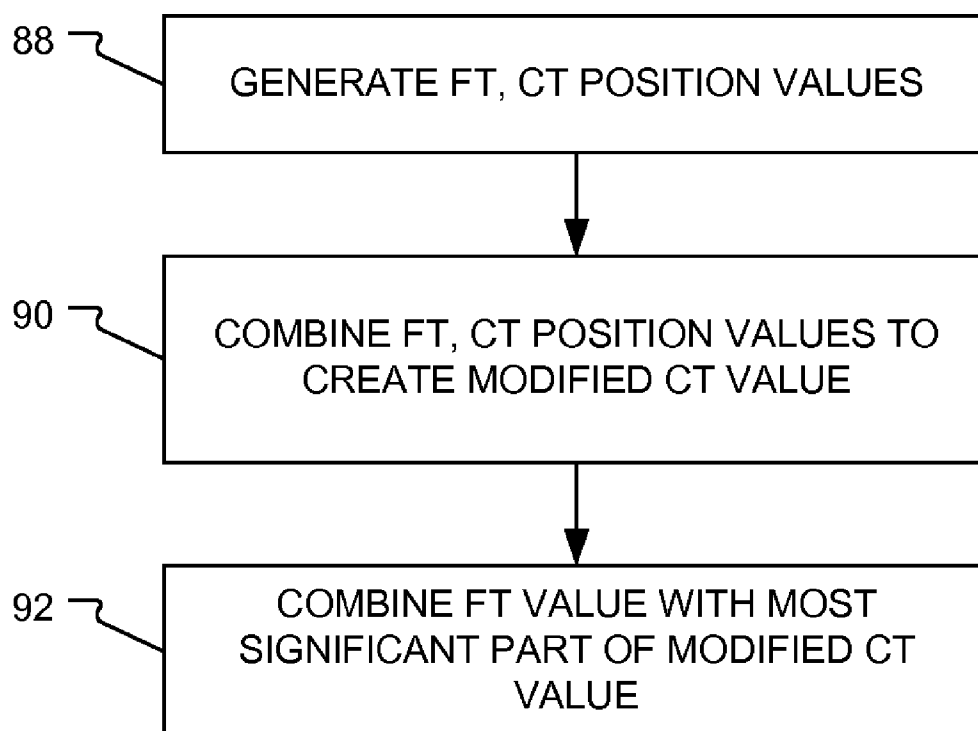 88
GENERATE FT, CT POSITION VALUES
90
COMBINE FT, CT POSITION VALUES TO
CREATE MODIFIED CT VALUE
92
COMBINE FT VALUE WITH MOST
SIGNIFICANT PART OF MODIFIED CT
VALUE